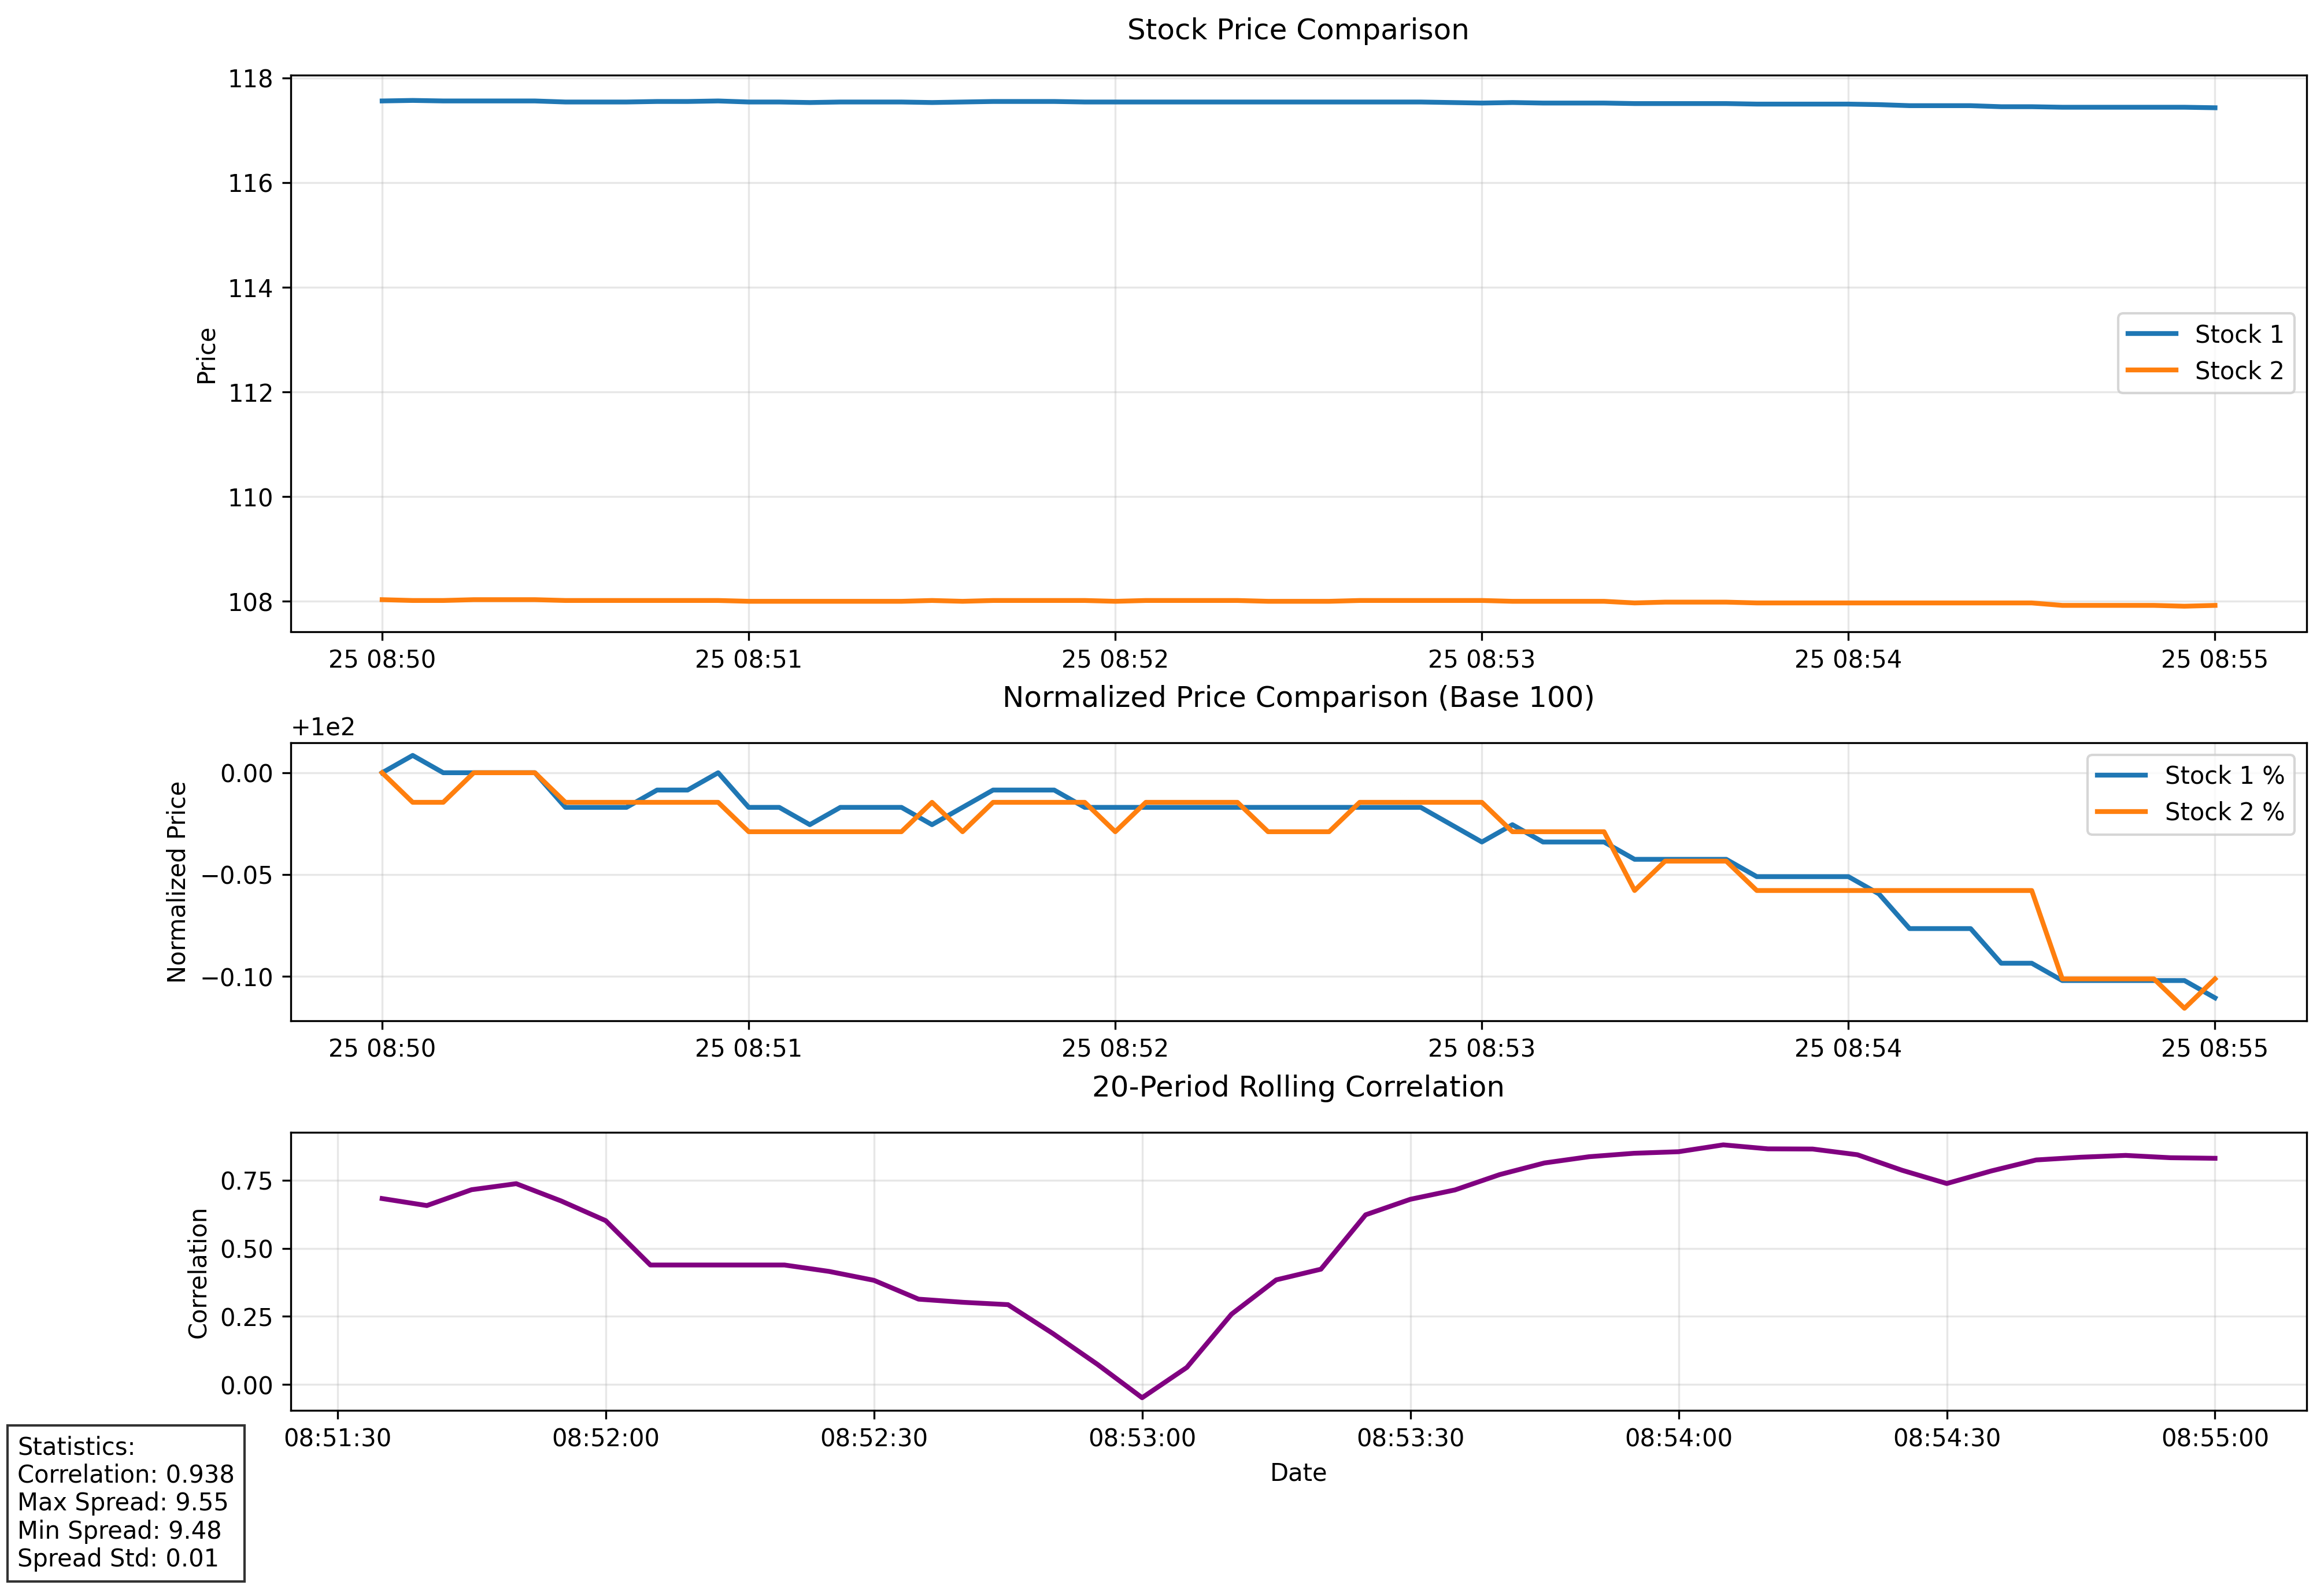 Stock Price Comparison
118
116
114
112
110
108
Price
Stock 1
Stock 2
25 08:50 25 08:51 25 08:52 25 08:53 25 08:54 25 08:55
Normalized Price Comparison (Base 100)
+1e2
0.00
−0.05
−0.10
Normalized Price
Stock 1 %
Stock 2 %
25 08:50 25 08:51 25 08:52 25 08:53 25 08:54 25 08:55
20-Period Rolling Correlation
0.75
0.50
0.25
0.00
Correlation
08:51:30 08:52:00 08:52:30 08:53:00 08:53:30 08:54:00 08:54:30 08:55:00
Date
Statistics:
Correlation: 0.938
Max Spread: 9.55
Min Spread: 9.48
Spread Std: 0.01